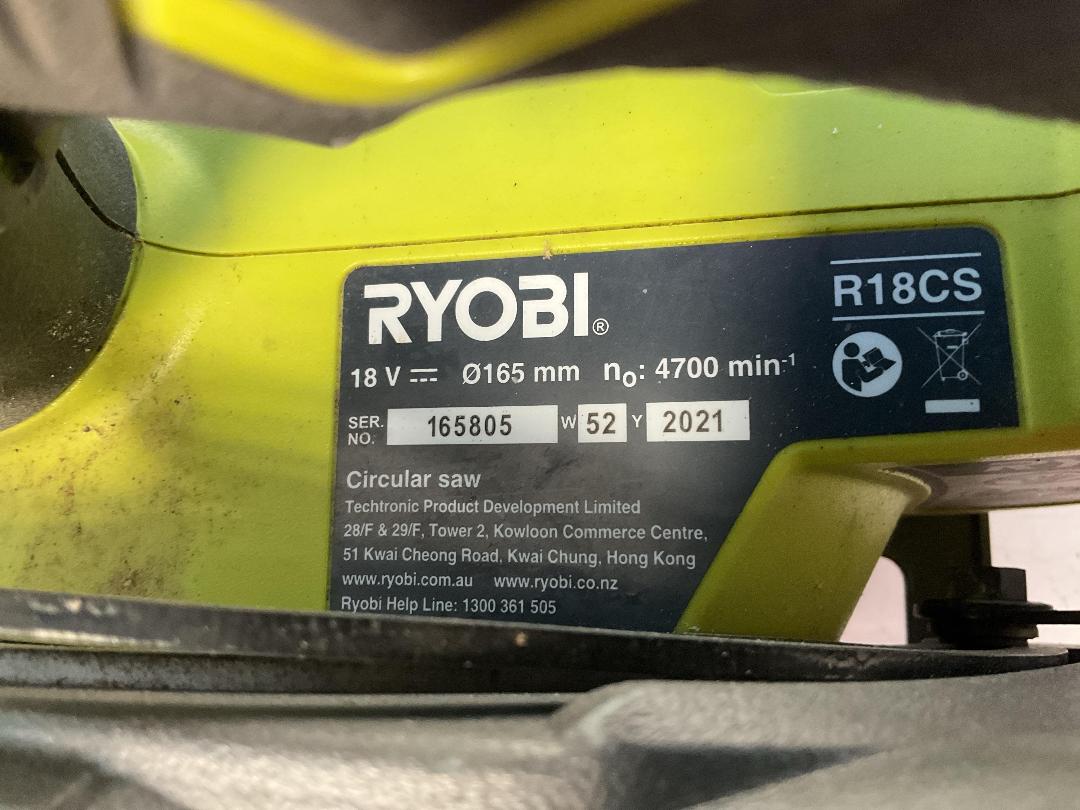 RYOBI®
R18CS
18 V ⎓ Ø165 mm n₀: 4700 min⁻¹
SER. NO. 165805 W 52 Y 2021
Circular saw
Techtronic Product Development Limited
28/F & 29/F, Tower 2, Kowloon Commerce Centre,
51 Kwai Cheong Road, Kwai Chung, Hong Kong
www.ryobi.com.au www.ryobi.co.nz
Ryobi Help Line: 1300 361 505